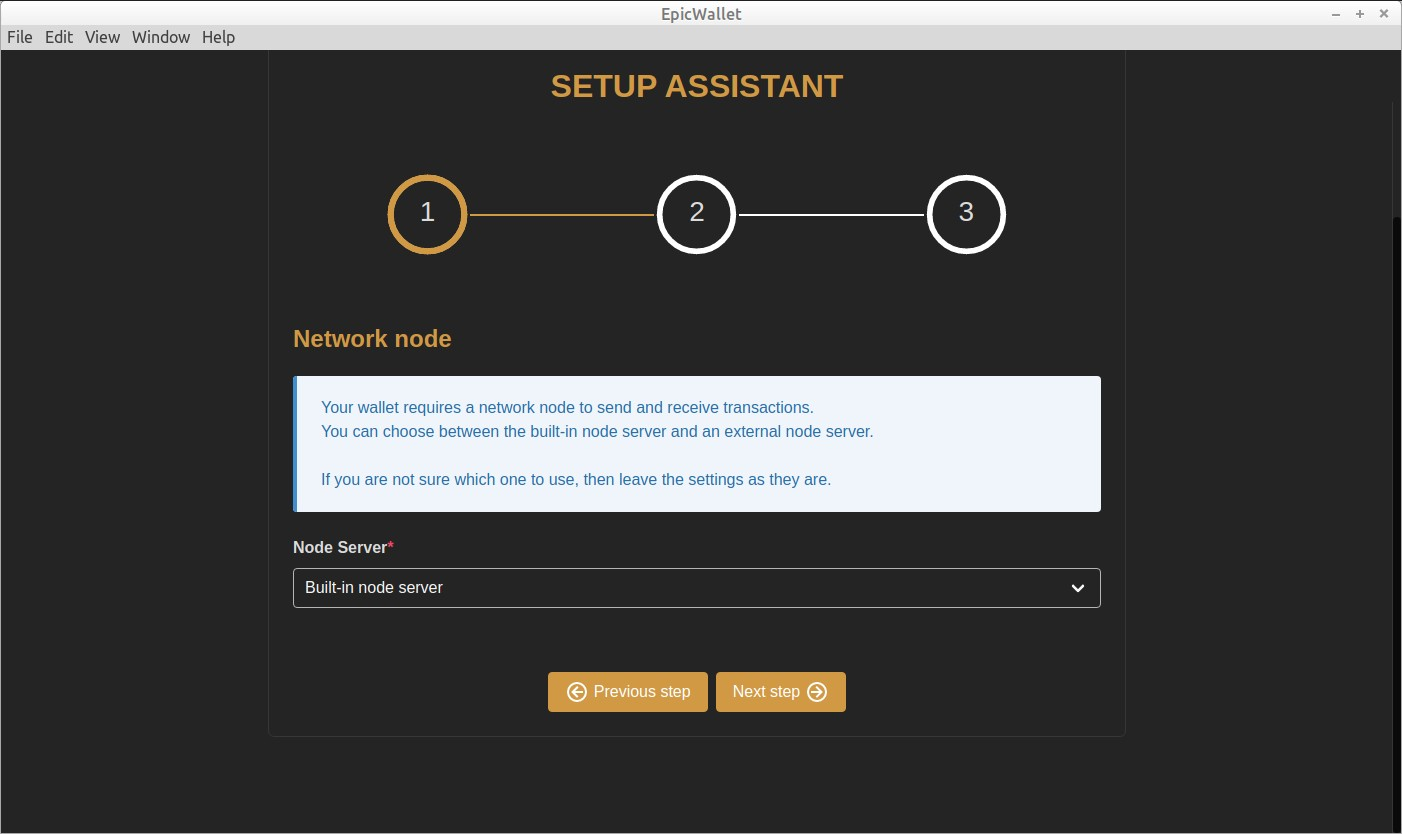 EpicWallet
File Edit View Window Help
SETUP ASSISTANT
1 2 3
Network node
Your wallet requires a network node to send and receive transactions.
You can choose between the built-in node server and an external node server.
If you are not sure which one to use, then leave the settings as they are.
Node Server*
Built-in node server
Previous step Next step